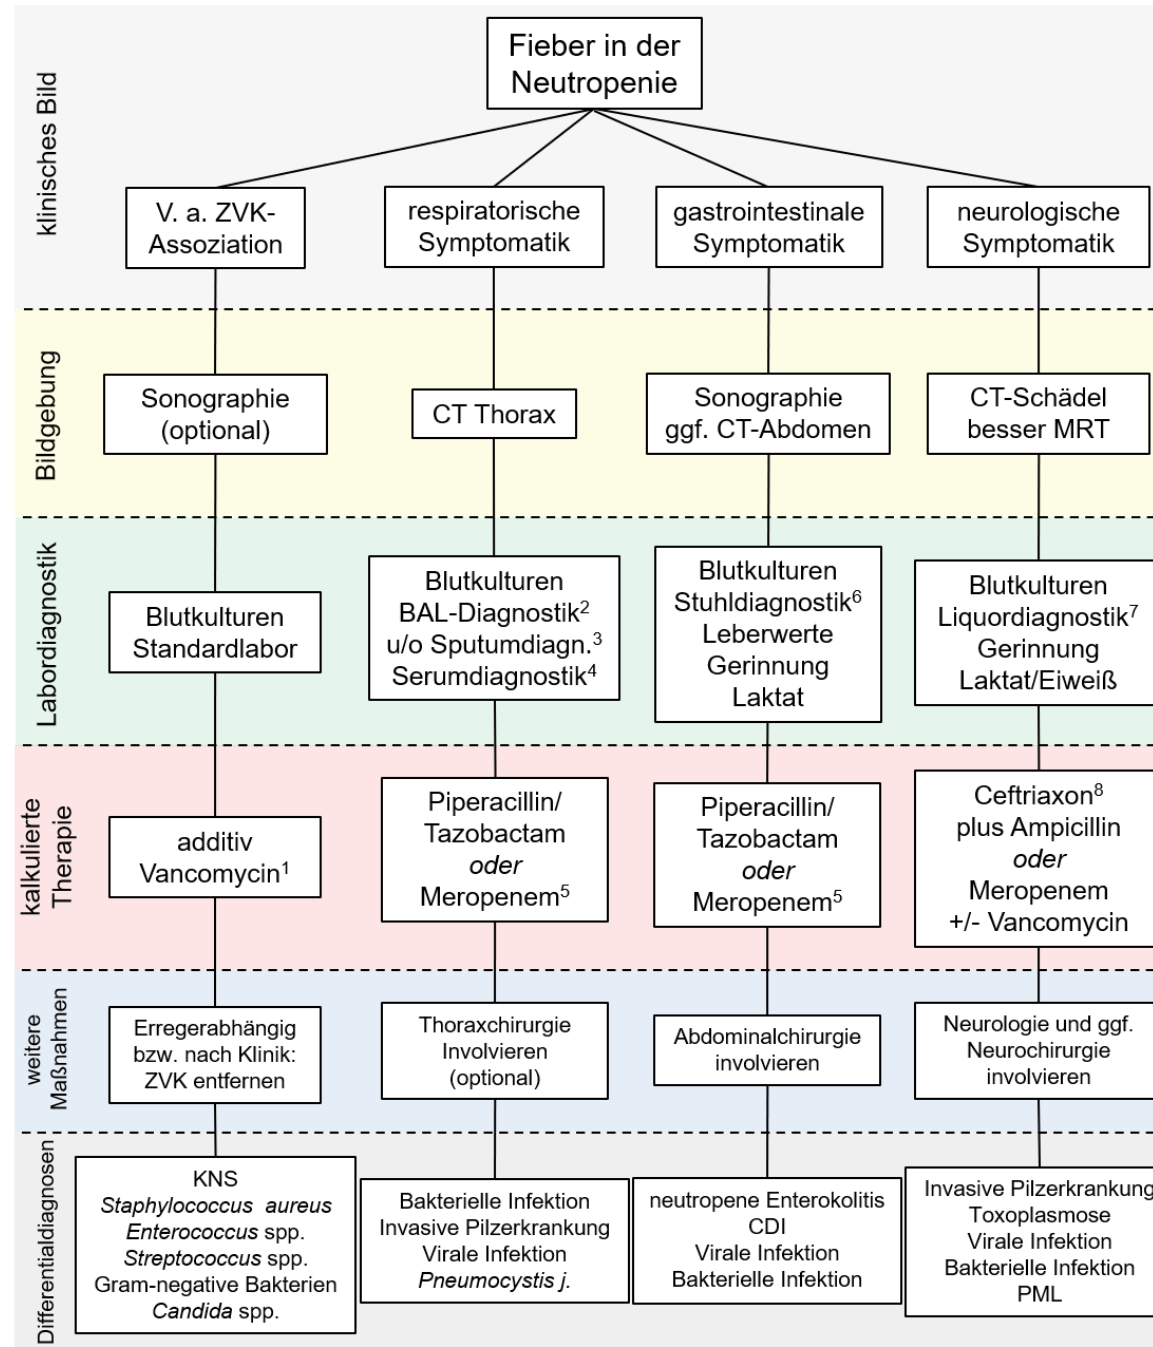 Fieber in der
Neutropenie
klinisches Bild
V. a. ZVK-
Assoziation
respiratorische
Symptomatik
gastrointestinale
Symptomatik
neurologische
Symptomatik
Bildgebung
Sonographie
(optional)
CT Thorax
Sonographie
ggf. CT-Abdomen
CT-Schädel
besser MRT
Labordiagnostik
Blutkulturen
Standardlabor
Blutkulturen
BAL-Diagnostik²
u/o Sputumdiagn.³
Serumdiagnostik⁴
Blutkulturen
Stuhldiagnostik⁶
Leberwerte
Gerinnung
Laktat
Blutkulturen
Liquordiagnostik⁷
Gerinnung
Laktat/Eiweiß
kalkulierte
Therapie
additiv
Vancomycin¹
Piperacillin/
Tazobactam
oder
Meropenem⁵
Piperacillin/
Tazobactam
oder
Meropenem⁵
Ceftriaxon⁸
plus Ampicillin
oder
Meropenem
+/- Vancomycin
weitere
Maßnahmen
Erregerabhängig
bzw. nach Klinik:
ZVK entfernen
Thoraxchirurgie
Involvieren
(optional)
Abdominalchirurgie
involvieren
Neurologie und ggf.
Neurochirurgie
involvieren
Differentialdiagnosen
KNS
Staphylococcus aureus
Enterococcus spp.
Streptococcus spp.
Gram-negative Bakterien
Candida spp.
Bakterielle Infektion
Invasive Pilzerkrankung
Virale Infektion
Pneumocystis j.
neutropene Enterokolitis
CDI
Virale Infektion
Bakterielle Infektion
Invasive Pilzerkrankung
Toxoplasmose
Virale Infektion
Bakterielle Infektion
PML